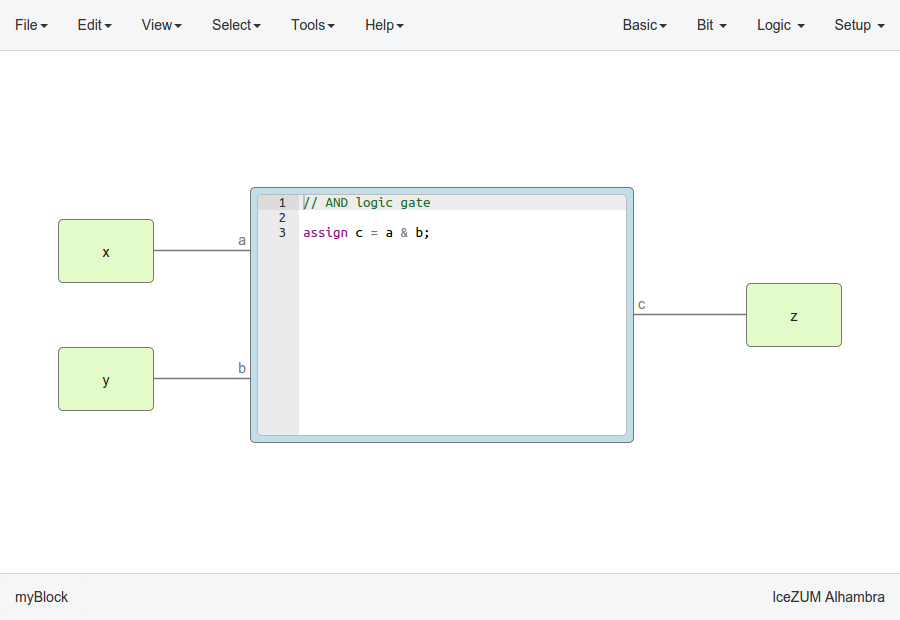 File Edit View Select Tools Help Basic Bit Logic Setup
1 // AND logic gate
2
3 assign c = a & b;
a
x
b
y
c
z
myBlock IceZUM Alhambra